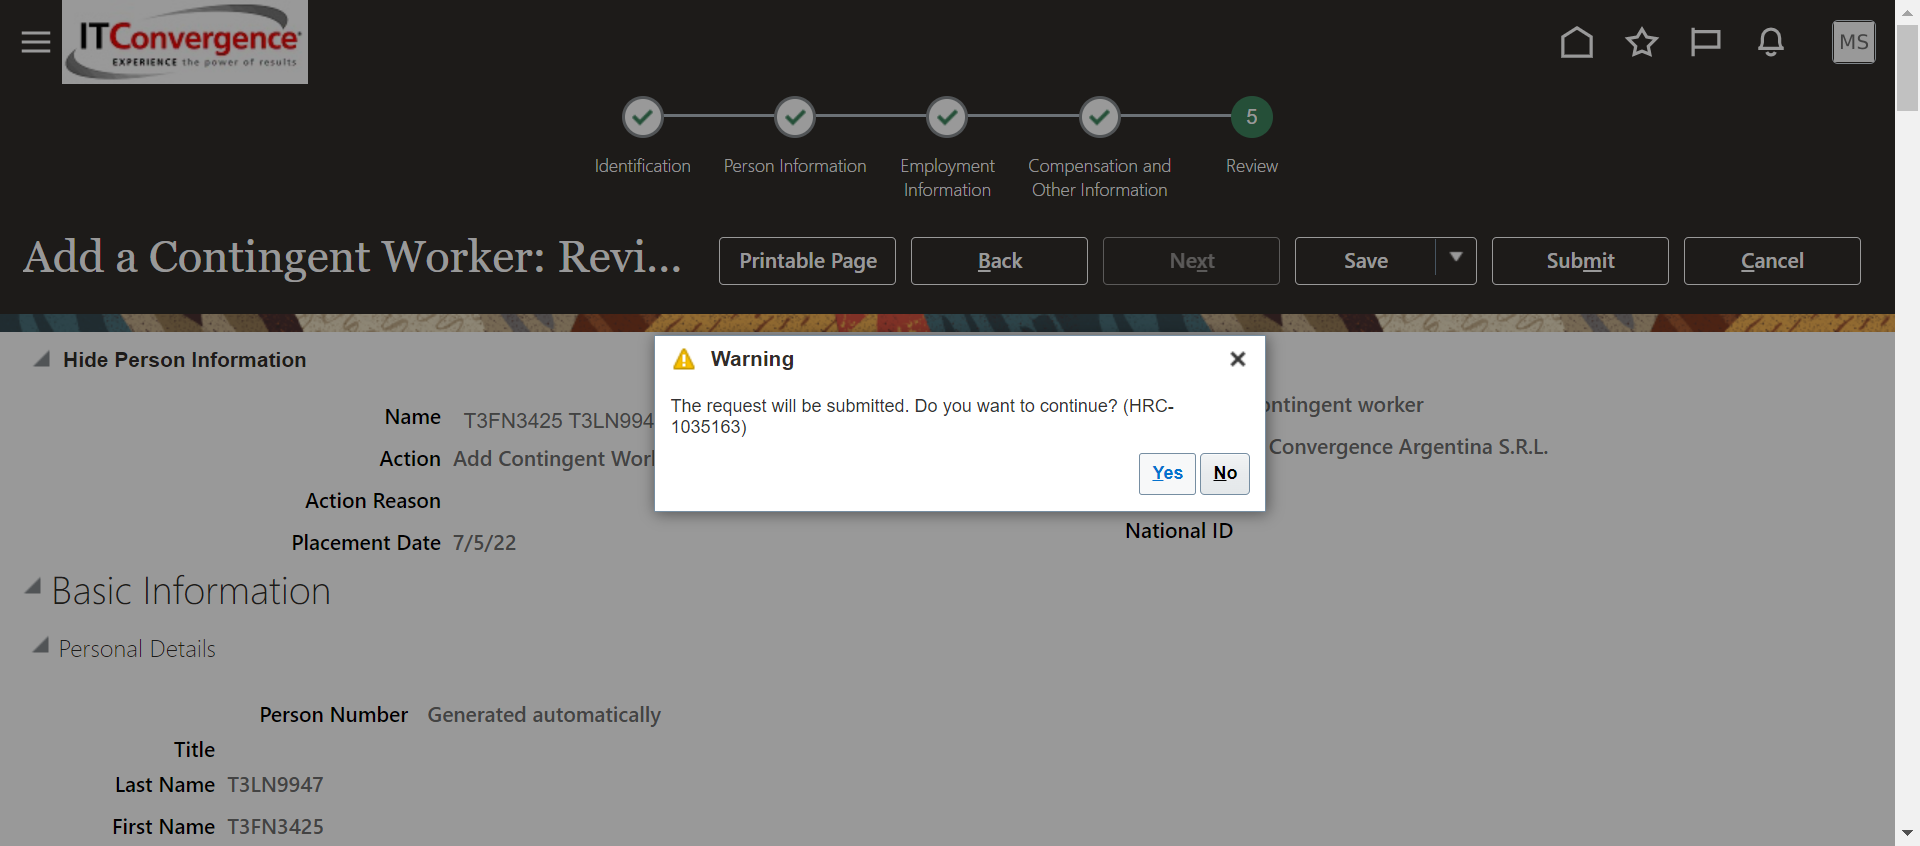 ITConvergence
EXPERIENCE the power of results
MS
5
Identification
Person Information
Employment
Information
Compensation and
Other Information
Review
Add a Contingent Worker: Revi...
Printable Page
Back
Next
Save
Submit
Cancel
Hide Person Information
Warning
The request will be submitted. Do you want to continue? (HRC-
1035163)
Yes
No
Name T3FN3425 T3LN994
ontingent worker
Action Add Contingent Worl
Convergence Argentina S.R.L.
Action Reason
National ID
Placement Date 7/5/22
Basic Information
Personal Details
Person Number Generated automatically
Title
Last Name T3LN9947
First Name T3FN3425